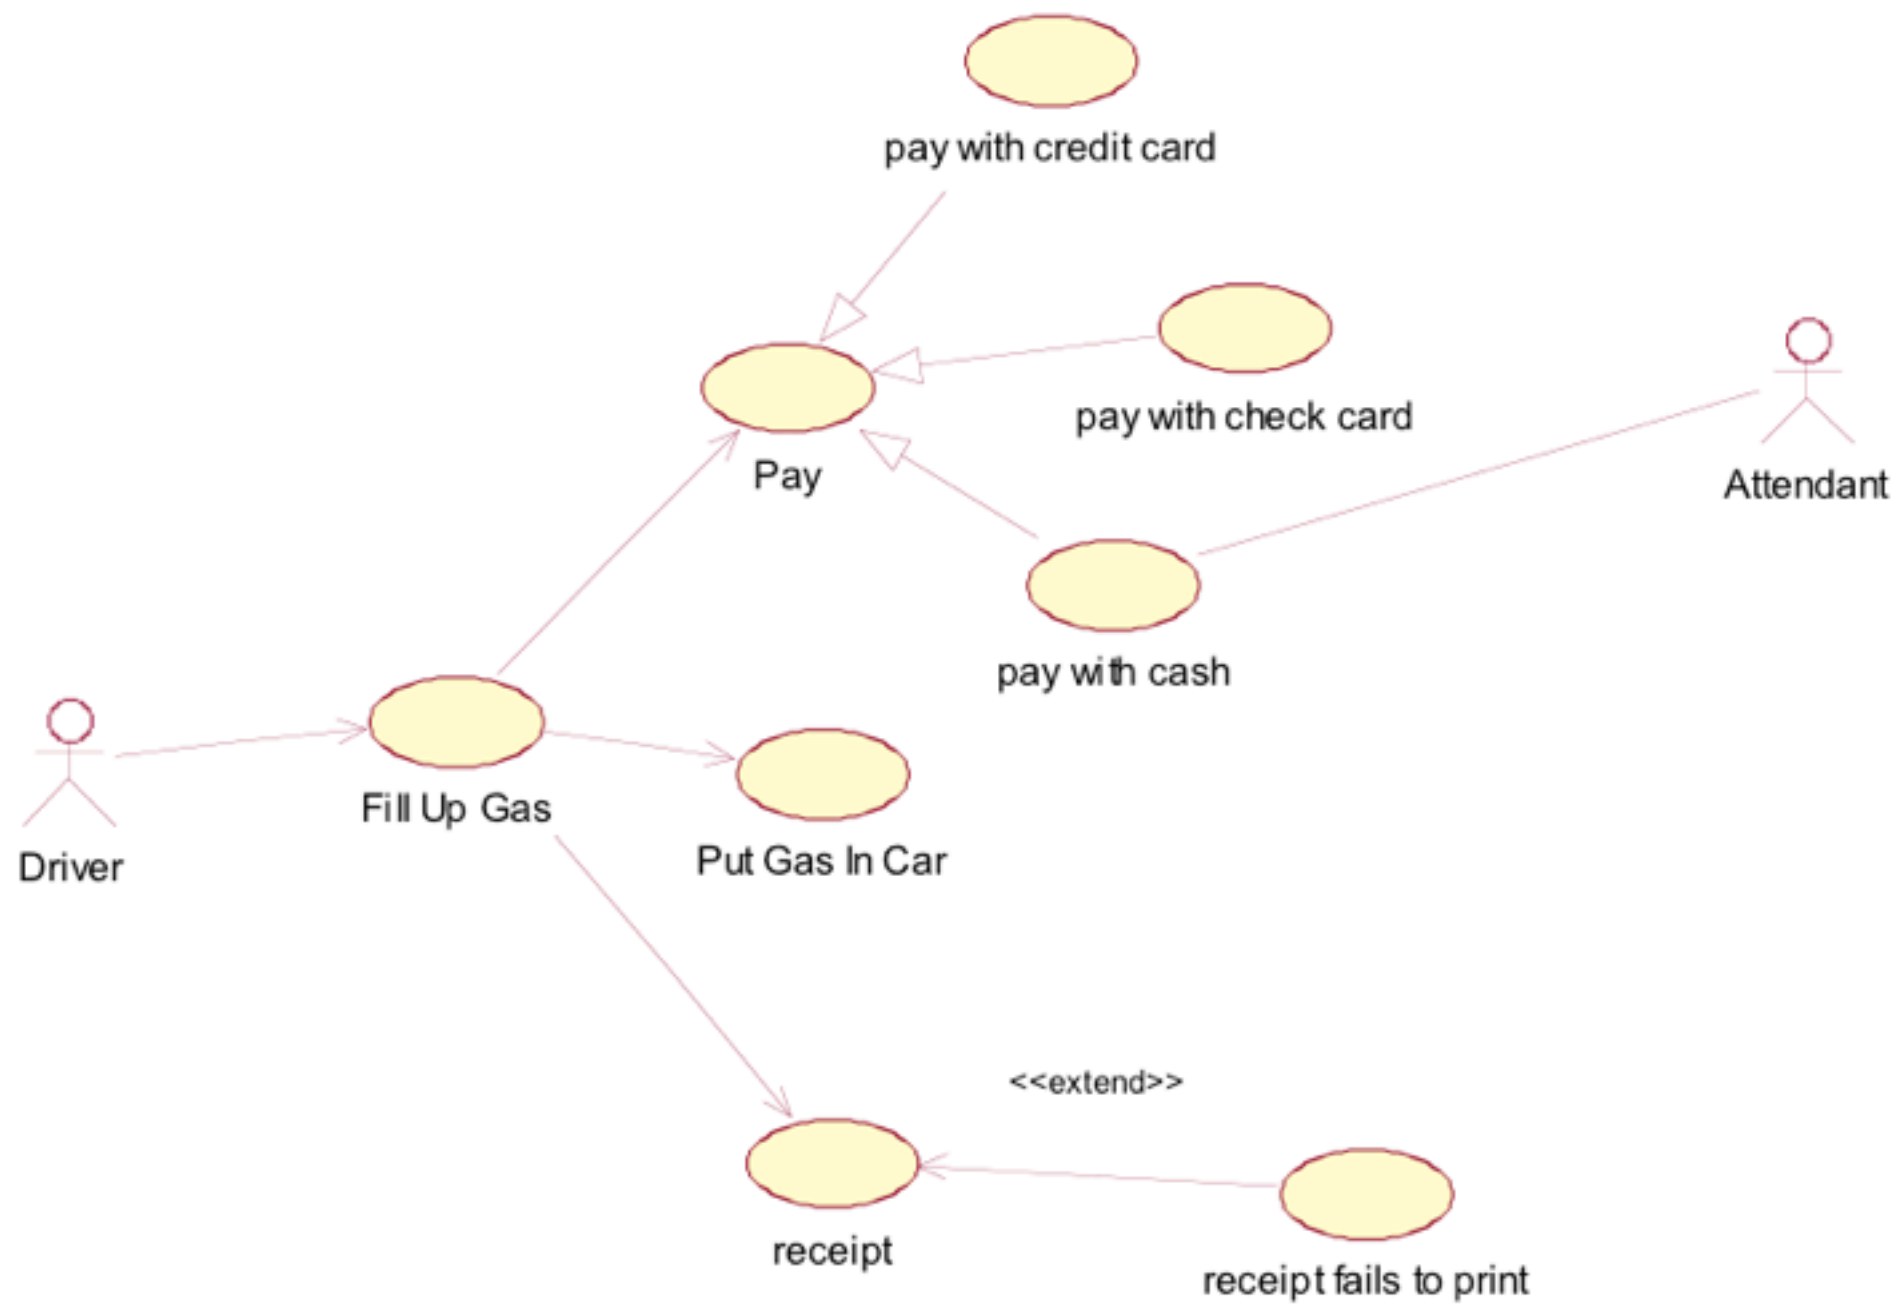 pay with credit card
pay with check card
Pay
Attendant
pay with cash
Fill Up Gas
Put Gas In Car
Driver
<<extend>>
receipt
receipt fails to print